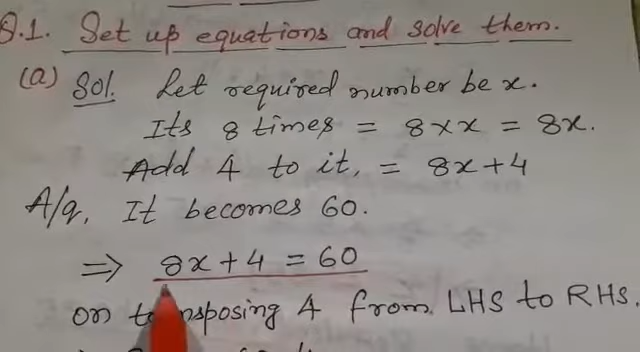 Q.1. Set up equations and solve them.
(a) Sol. Let required number be x.
Its 8 times = 8×x = 8x.
Add 4 to it, = 8x+4
A/q, It becomes 60.
⇒ 8x+4 = 60
on transposing 4 from LHS to RHS.